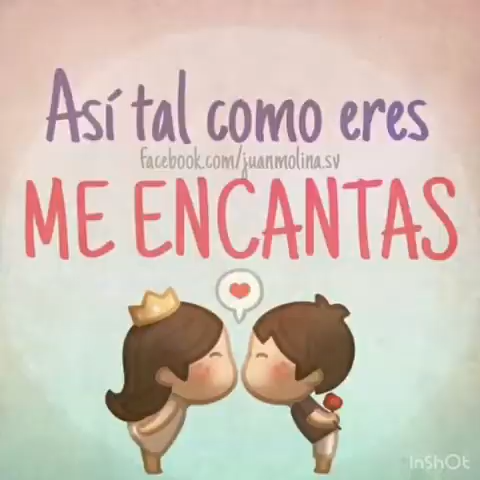 Así tal como eres
facebook.com/juanmolina.sv
ME ENCANTAS
InShOt